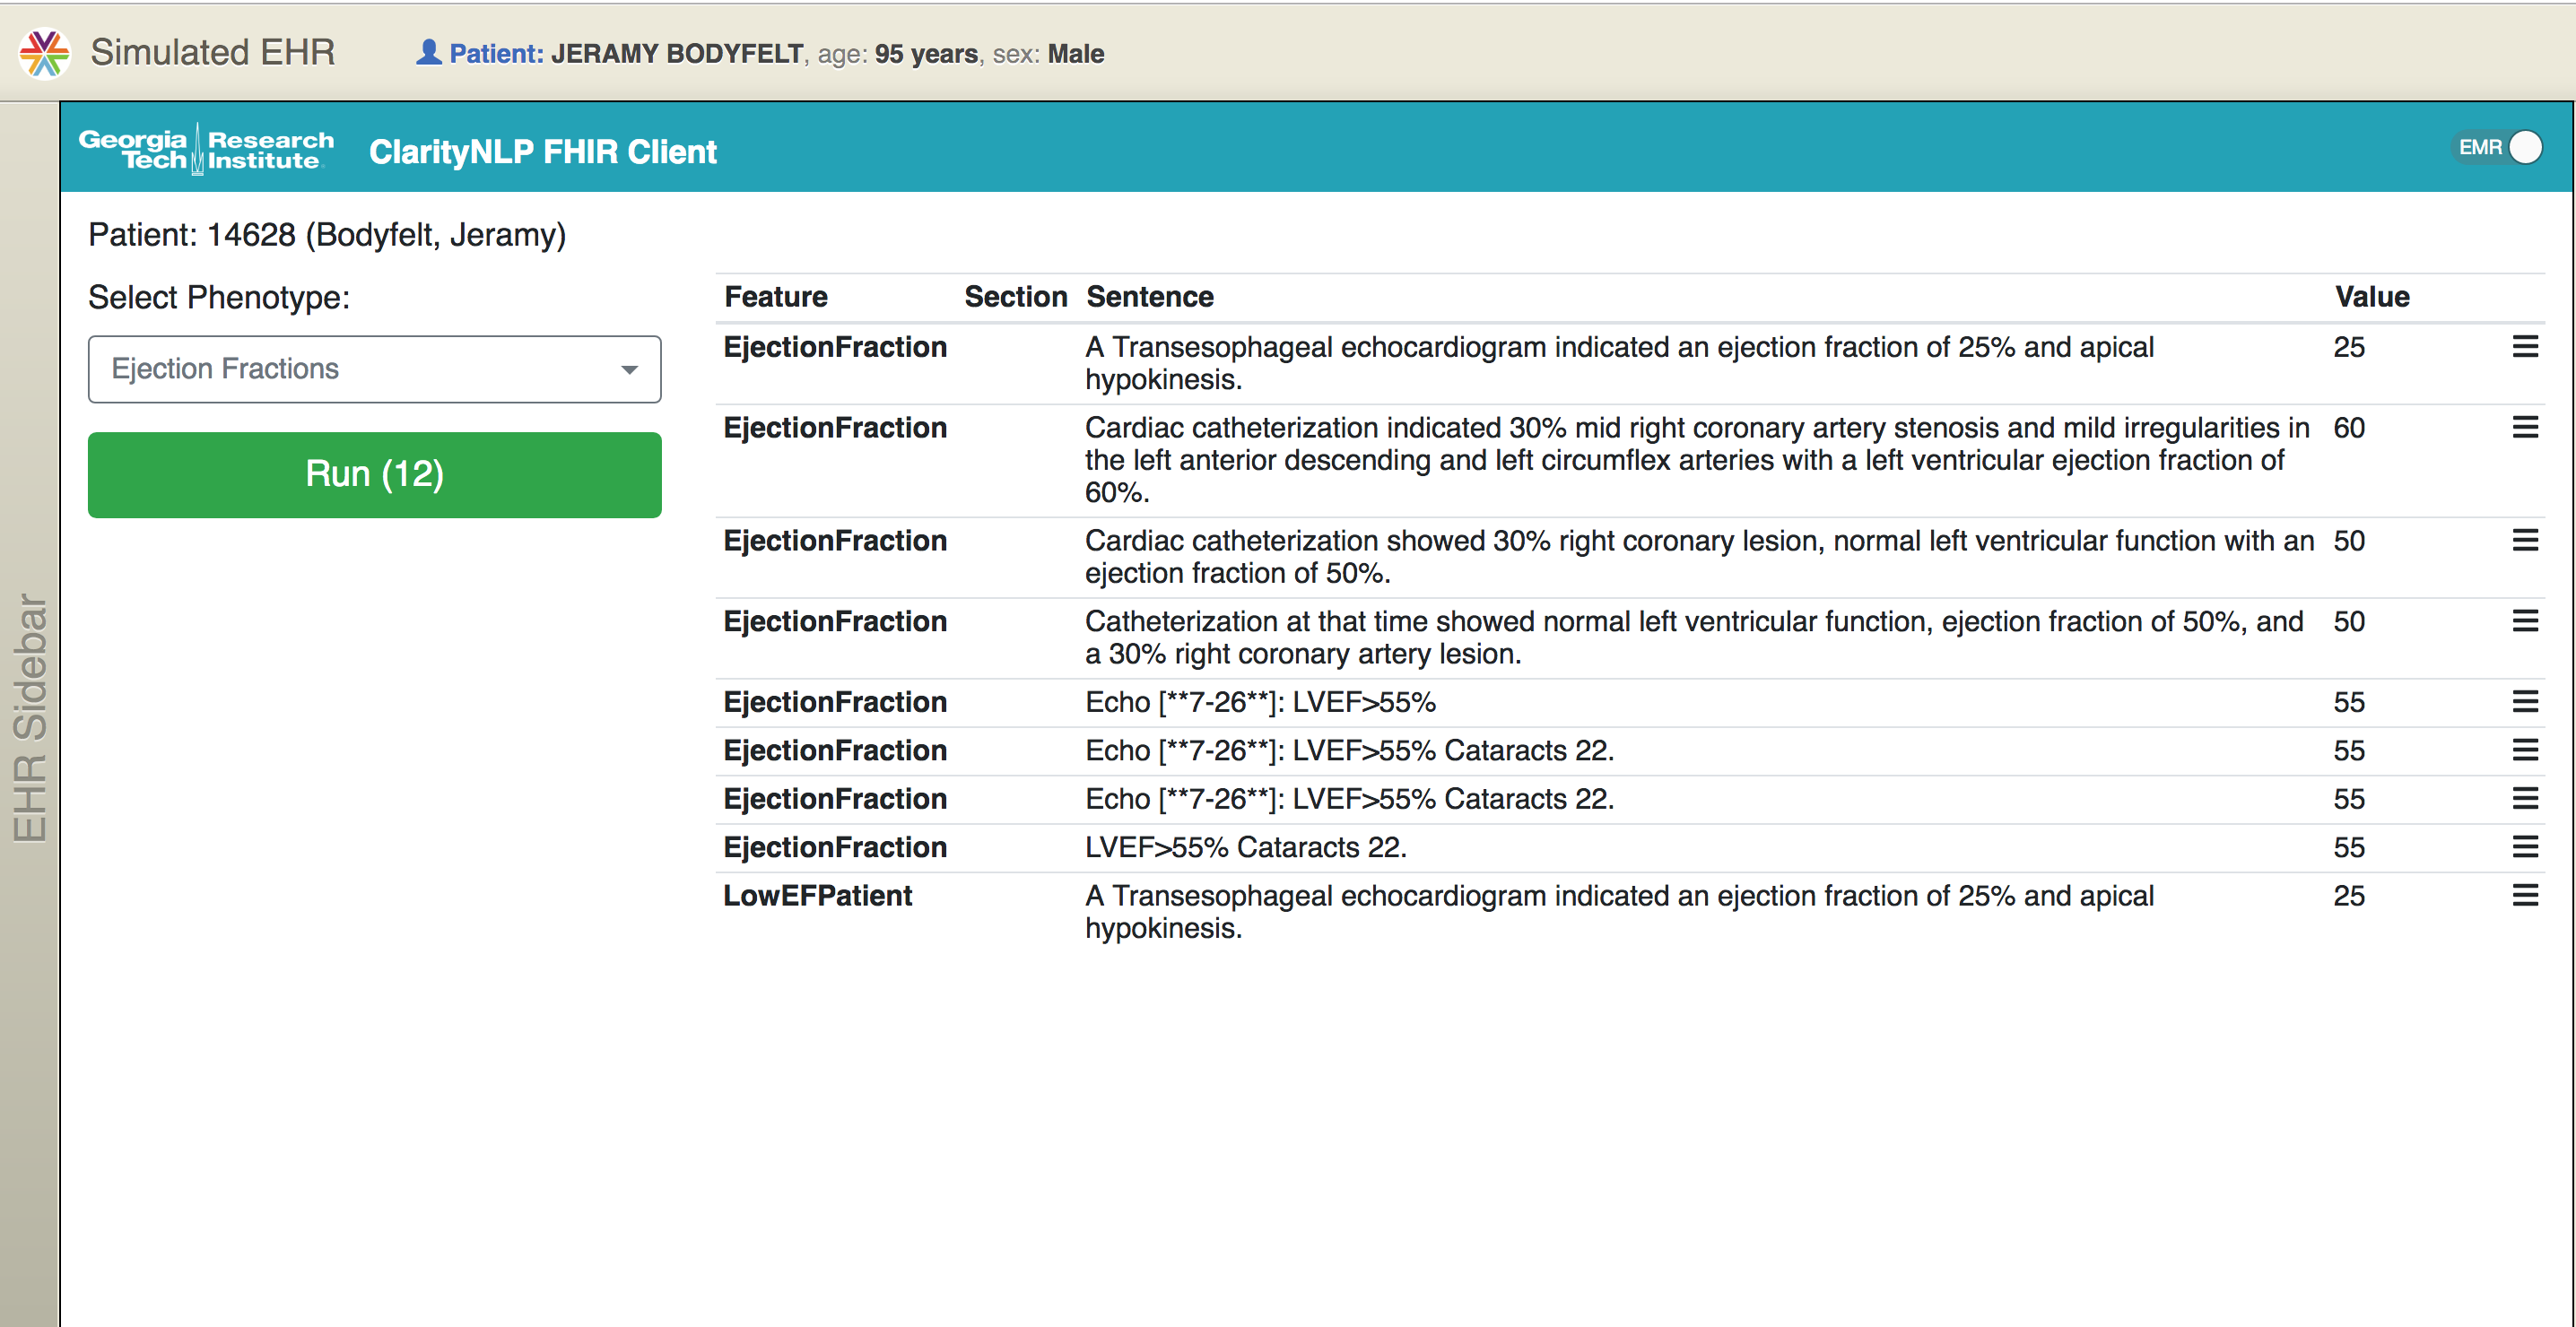 Simulated EHR
Patient: JERAMY BODYFELT, age: 95 years, sex: Male
Georgia Tech Research Institute
ClarityNLP FHIR Client
EMR
EHR Sidebar
Patient: 14628 (Bodyfelt, Jeramy)
Select Phenotype:
Ejection Fractions
Run (12)
Feature Section Sentence Value
EjectionFraction A Transesophageal echocardiogram indicated an ejection fraction of 25% and apical 25
hypokinesis.
EjectionFraction Cardiac catheterization indicated 30% mid right coronary artery stenosis and mild irregularities in 60
the left anterior descending and left circumflex arteries with a left ventricular ejection fraction of
60%.
EjectionFraction Cardiac catheterization showed 30% right coronary lesion, normal left ventricular function with an 50
ejection fraction of 50%.
EjectionFraction Catheterization at that time showed normal left ventricular function, ejection fraction of 50%, and 50
a 30% right coronary artery lesion.
EjectionFraction Echo [**7-26**]: LVEF>55% 55
EjectionFraction Echo [**7-26**]: LVEF>55% Cataracts 22. 55
EjectionFraction Echo [**7-26**]: LVEF>55% Cataracts 22. 55
EjectionFraction LVEF>55% Cataracts 22. 55
LowEFPatient A Transesophageal echocardiogram indicated an ejection fraction of 25% and apical 25
hypokinesis.